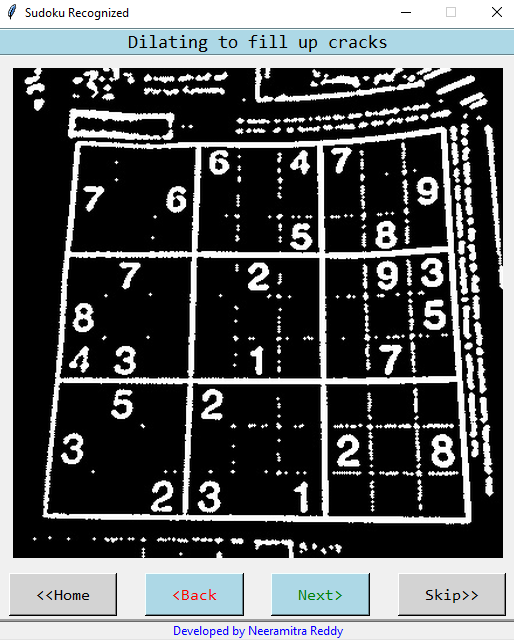 Sudoku Recognized
Dilating to fill up cracks
6 4 7
7 6 9
5 8
7 2 9 3
8 5
4 3 1 7
5 2
3 2 8
2 3 1
<<Home <Back Next> Skip>>
Developed by Neeramitra Reddy